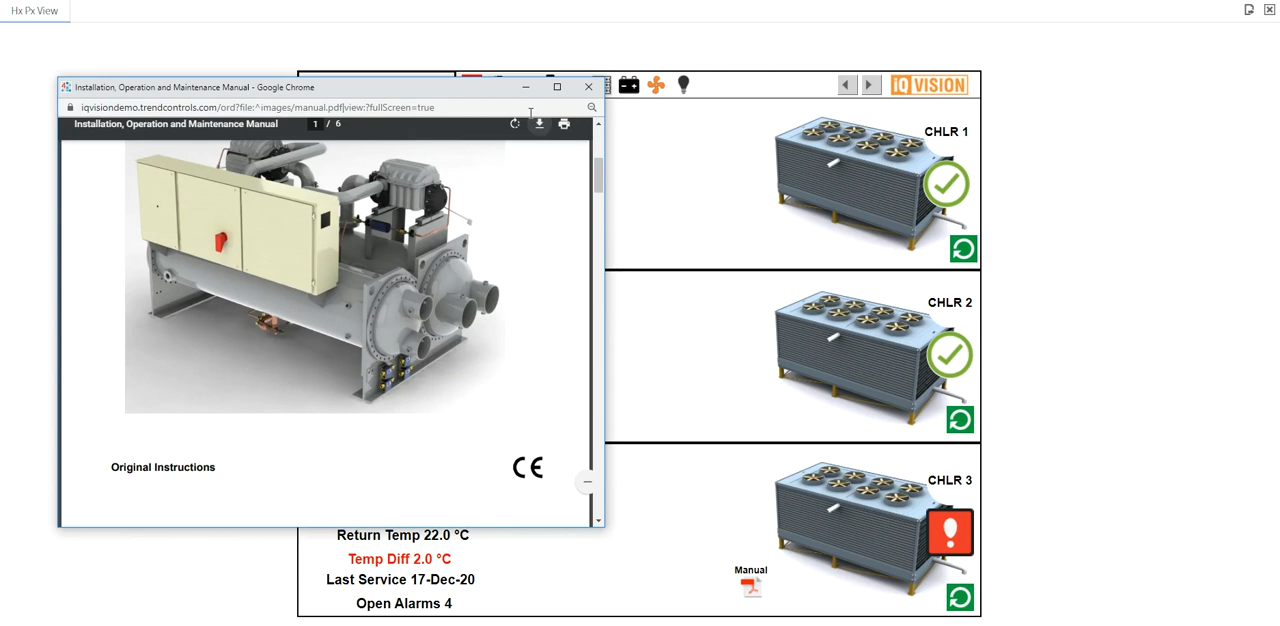 Hx Px View
Installation, Operation and Maintenance Manual - Google Chrome
iqvisiondemo.trendcontrols.com/ord?file:^images/manual.pdf|view:?fullScreen=true
Installation, Operation and Maintenance Manual 1 / 6
Original Instructions
CE
iQ VISION
CHLR 1
CHLR 2
CHLR 3
Return Temp 22.0 °C
Temp Diff 2.0 °C
Last Service 17-Dec-20
Open Alarms 4
Manual